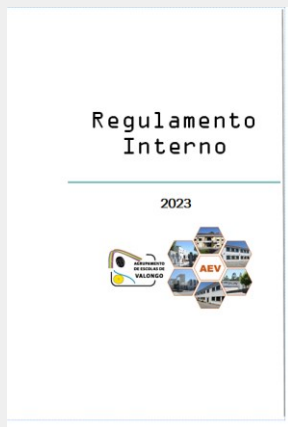 Regulamento
Interno
2023
AGRUPAMENTO
DE ESCOLAS DE
VALONGO
AEV